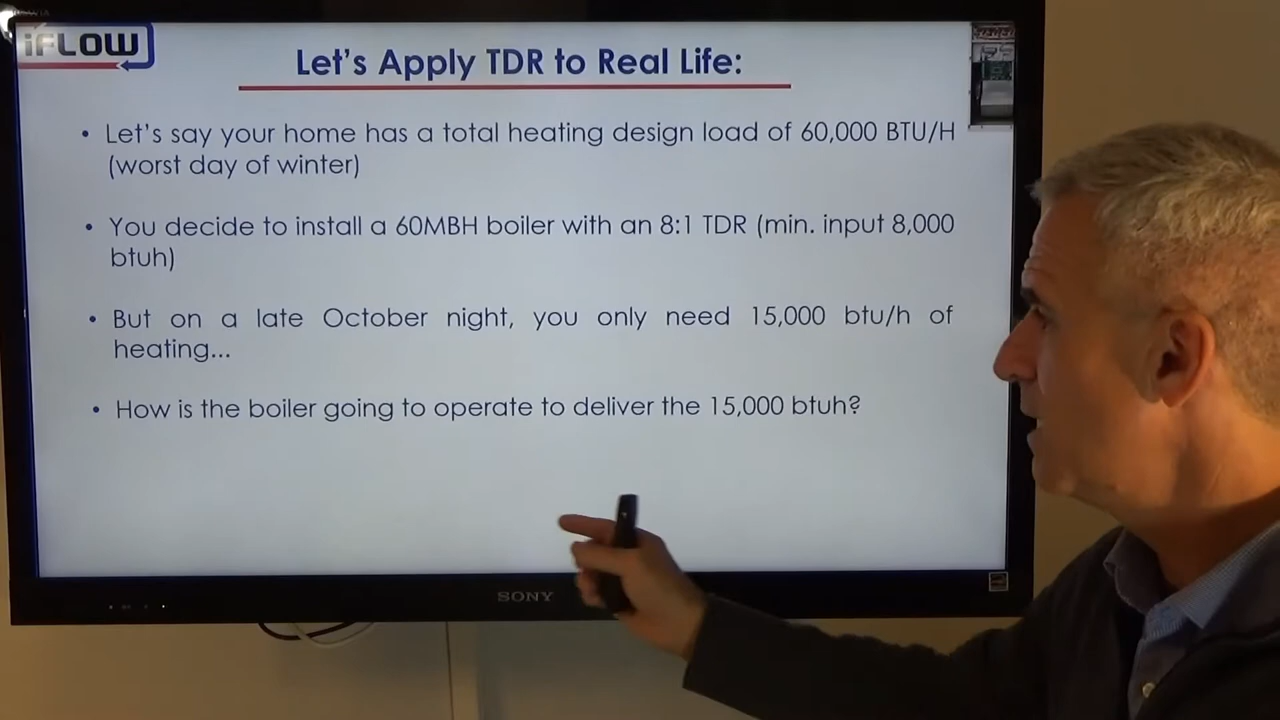 iFLOW
Let's Apply TDR to Real Life:
• Let's say your home has a total heating design load of 60,000 BTU/H
(worst day of winter)
• You decide to install a 60MBH boiler with an 8:1 TDR (min. input 8,000
btuh)
• But on a late October night, you only need 15,000 btu/h of
heating...
• How is the boiler going to operate to deliver the 15,000 btuh?
SONY